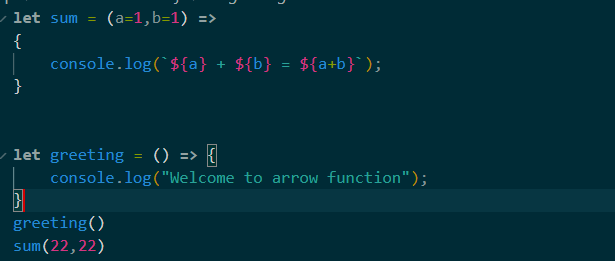 let sum = (a=1,b=1) =>
{
    console.log(`${a} + ${b} = ${a+b}`);
}
let greeting = () => {
    console.log("Welcome to arrow function");
}
greeting()
sum(22,22)